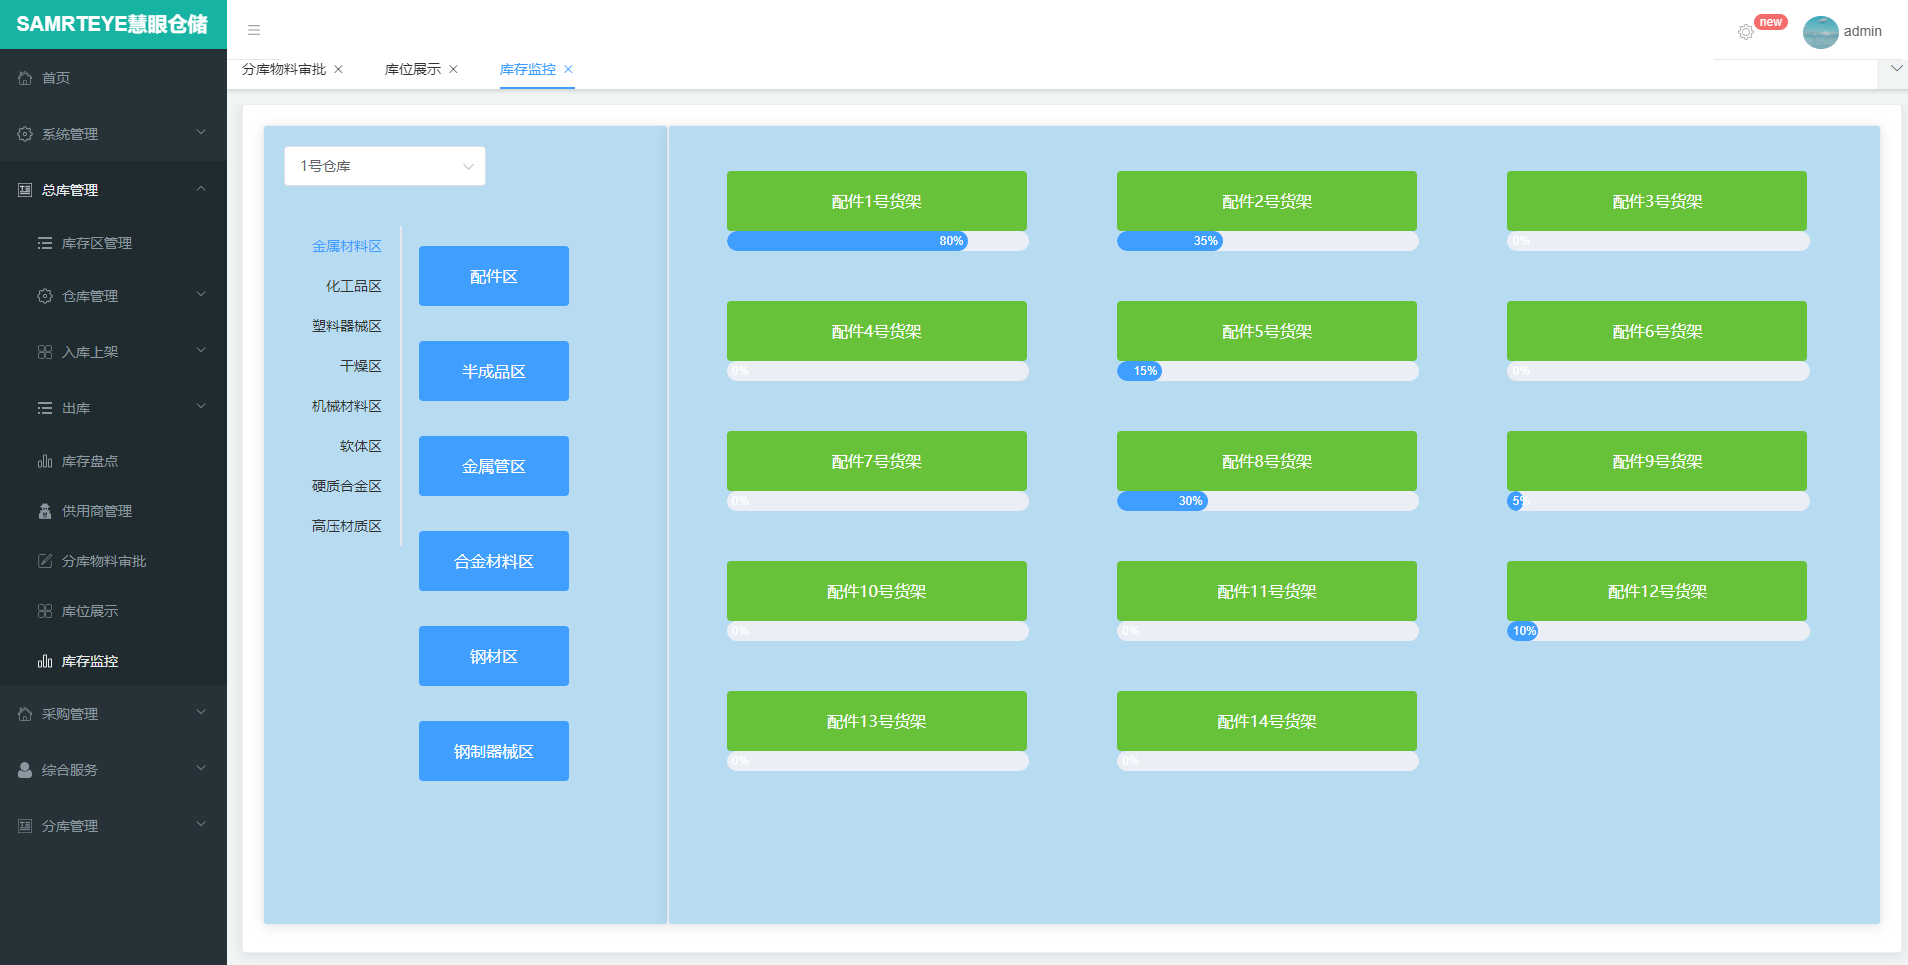 SAMRTEYE慧眼仓储
首页
系统管理
总库管理
库存区管理
仓库管理
入库上架
出库
库存盘点
供用商管理
分库物料审批
库位展示
库存监控
采购管理
综合服务
分库管理
new
admin
分库物料审批
库位展示
库存监控
1号仓库
金属材料区
化工品区
塑料器械区
干燥区
机械材料区
软体区
硬质合金区
高压材质区
配件区
半成品区
金属管区
合金材料区
钢材区
钢制器械区
配件1号货架
80%
配件2号货架
35%
配件3号货架
0%
配件4号货架
0%
配件5号货架
15%
配件6号货架
0%
配件7号货架
0%
配件8号货架
30%
配件9号货架
5%
配件10号货架
0%
配件11号货架
0%
配件12号货架
10%
配件13号货架
0%
配件14号货架
0%